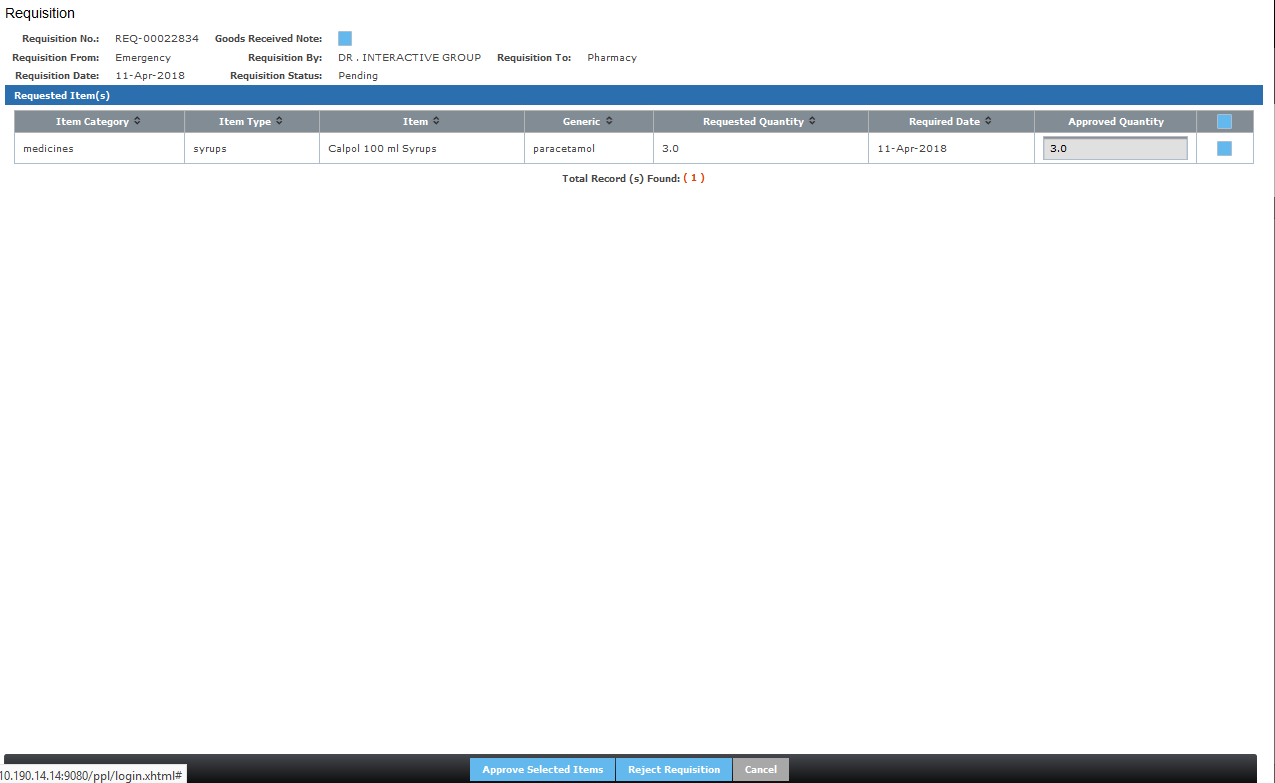 Requisition
Requisition No.: REQ-00022834 Goods Received Note:
Requisition From: Emergency Requisition By: DR . INTERACTIVE GROUP Requisition To: Pharmacy
Requisition Date: 11-Apr-2018 Requisition Status: Pending
Requested Item(s)
Item Category Item Type Item Generic Requested Quantity Required Date Approved Quantity
medicines syrups Calpol 100 ml Syrups paracetamol 3.0 11-Apr-2018 3.0
Total Record (s) Found: ( 1 )
Approve Selected Items Reject Requisition Cancel
10.190.14.14:9080/ppl/login.xhtml#